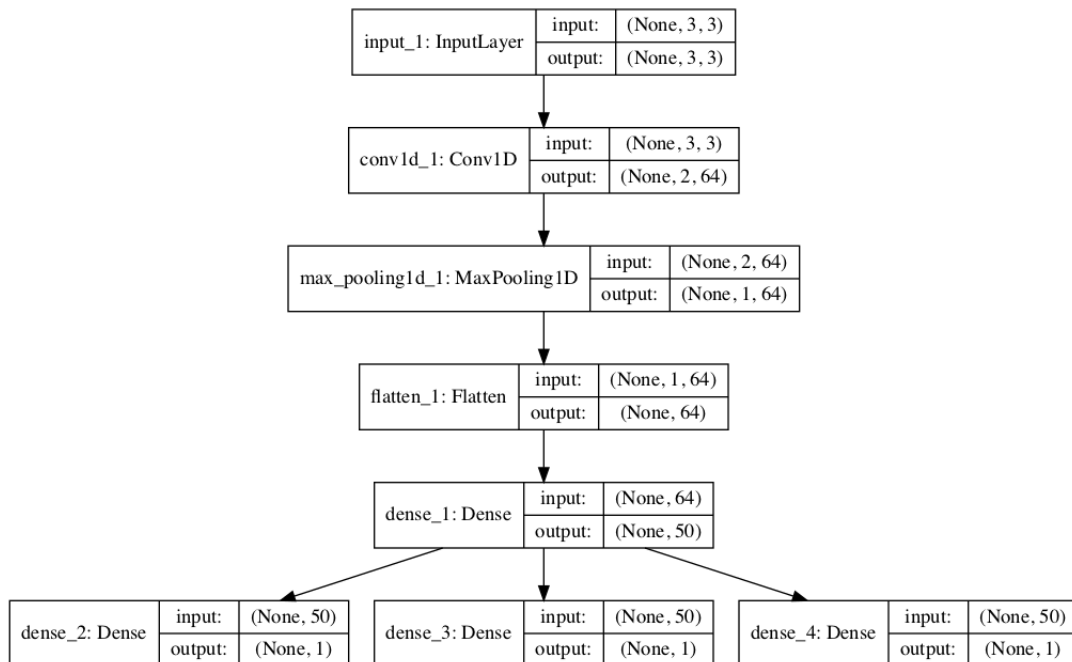 input_1: InputLayer
input: (None, 3, 3)
output: (None, 3, 3)
conv1d_1: Conv1D
input: (None, 3, 3)
output: (None, 2, 64)
max_pooling1d_1: MaxPooling1D
input: (None, 2, 64)
output: (None, 1, 64)
flatten_1: Flatten
input: (None, 1, 64)
output: (None, 64)
dense_1: Dense
input: (None, 64)
output: (None, 50)
dense_2: Dense
input: (None, 50)
output: (None, 1)
dense_3: Dense
input: (None, 50)
output: (None, 1)
dense_4: Dense
input: (None, 50)
output: (None, 1)